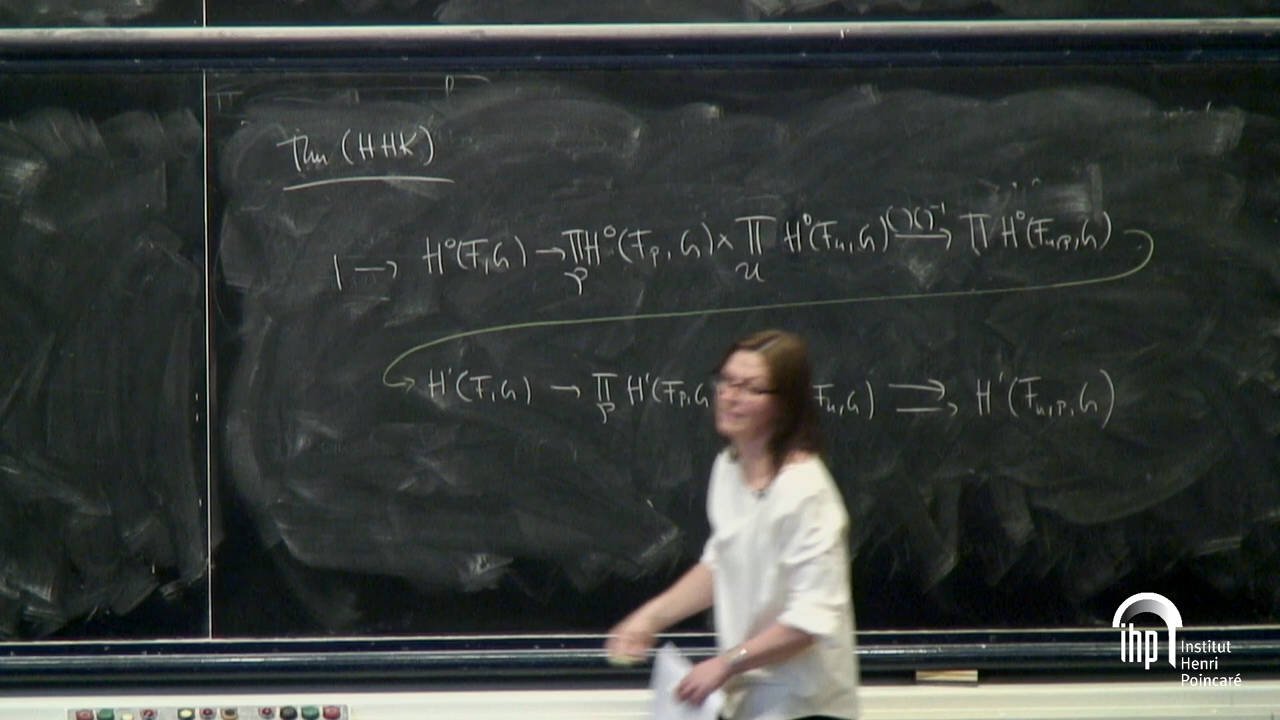 Thm (HHK)
1 → H⁰(F,G) → ∏_P H⁰(F_P, G) × ∏_U H⁰(F_U, G) ⟶^{( )( )⁻¹} ∏ H⁰(F_{U,P}, G)
H¹(F,G) → ∏_P H¹(F_P, G F_U, G) ⇉ H¹(F_{U,P}, G)
ihp Institut
Henri
Poincaré